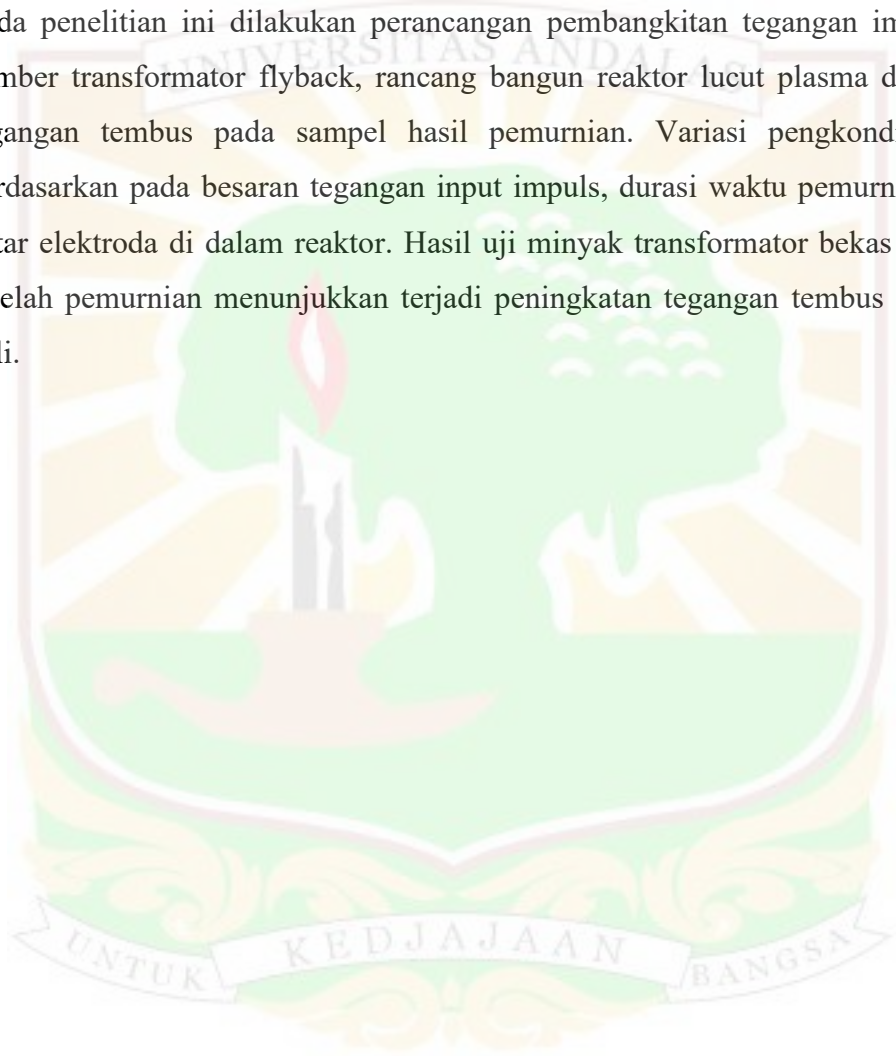 da penelitian ini dilakukan perancangan pembangkitan tegangan im
mber transformator flyback, rancang bangun reaktor lucut plasma d
gangan tembus pada sampel hasil pemurnian. Variasi pengkondi
rdasarkan pada besaran tegangan input impuls, durasi waktu pemurn
tar elektroda di dalam reaktor. Hasil uji minyak transformator bekas
elah pemurnian menunjukkan terjadi peningkatan tegangan tembus
li.
UNIVERSITAS ANDALAS
UNTUK KEDJAJAAN BANGSA